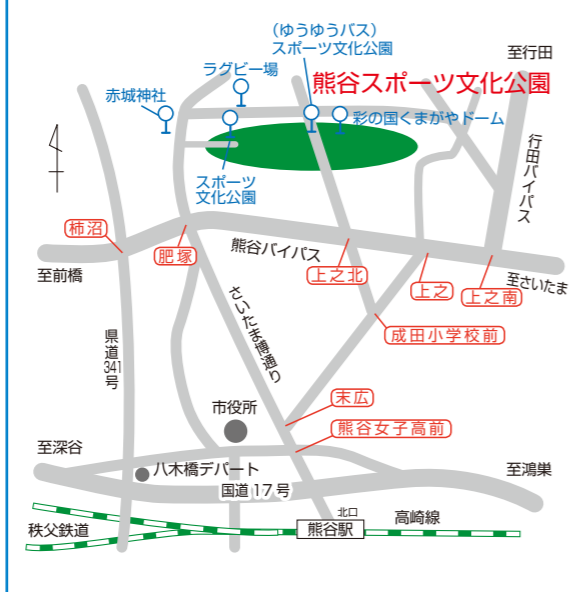 (ゆうゆうバス)
スポーツ文化公園
至行田
ラグビー場
熊谷スポーツ文化公園
赤城神社
彩の国くまがやドーム
行田バイパス
スポーツ
文化公園
柿沼
肥塚
熊谷バイパス
上之北
上之
上之南
至さいたま
至前橋
さいたま博通り
成田小学校前
県道
341
号
市役所
末広
熊谷女子高前
至深谷
八木橋デパート
至鴻巣
国道17号
北口
秩父鉄道
熊谷駅
高崎線